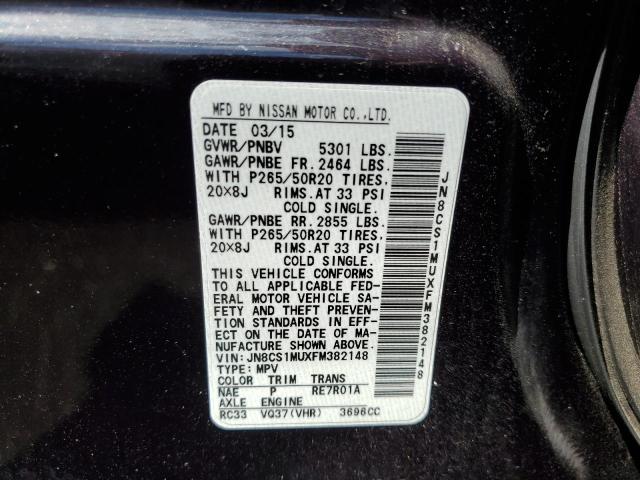 MFD BY NISSAN MOTOR CO.,LTD.
DATE 03/15
GVWR/PNBV 5301 LBS.
GAWR/PNBE FR. 2464 LBS.
WITH P265/50R20 TIRES,
20X8J RIMS.AT 33 PSI
COLD SINGLE.
GAWR/PNBE RR. 2855 LBS.
WITH P265/50R20 TIRES,
20X8J RIMS.AT 33 PSI
COLD SINGLE.
THIS VEHICLE CONFORMS
TO ALL APPLICABLE FED-
ERAL MOTOR VEHICLE SA-
FETY AND THEFT PREVEN-
TION STANDARDS IN EFF-
ECT ON THE DATE OF MA-
NUFACTURE SHOWN ABOVE.
VIN: JN8CS1MUXFM382148
TYPE: MPV
COLOR TRIM TRANS
NAE P RE7R01A
AXLE ENGINE
RC33 VQ37(VHR) 3696CC
JN8CS1MUXFM382148